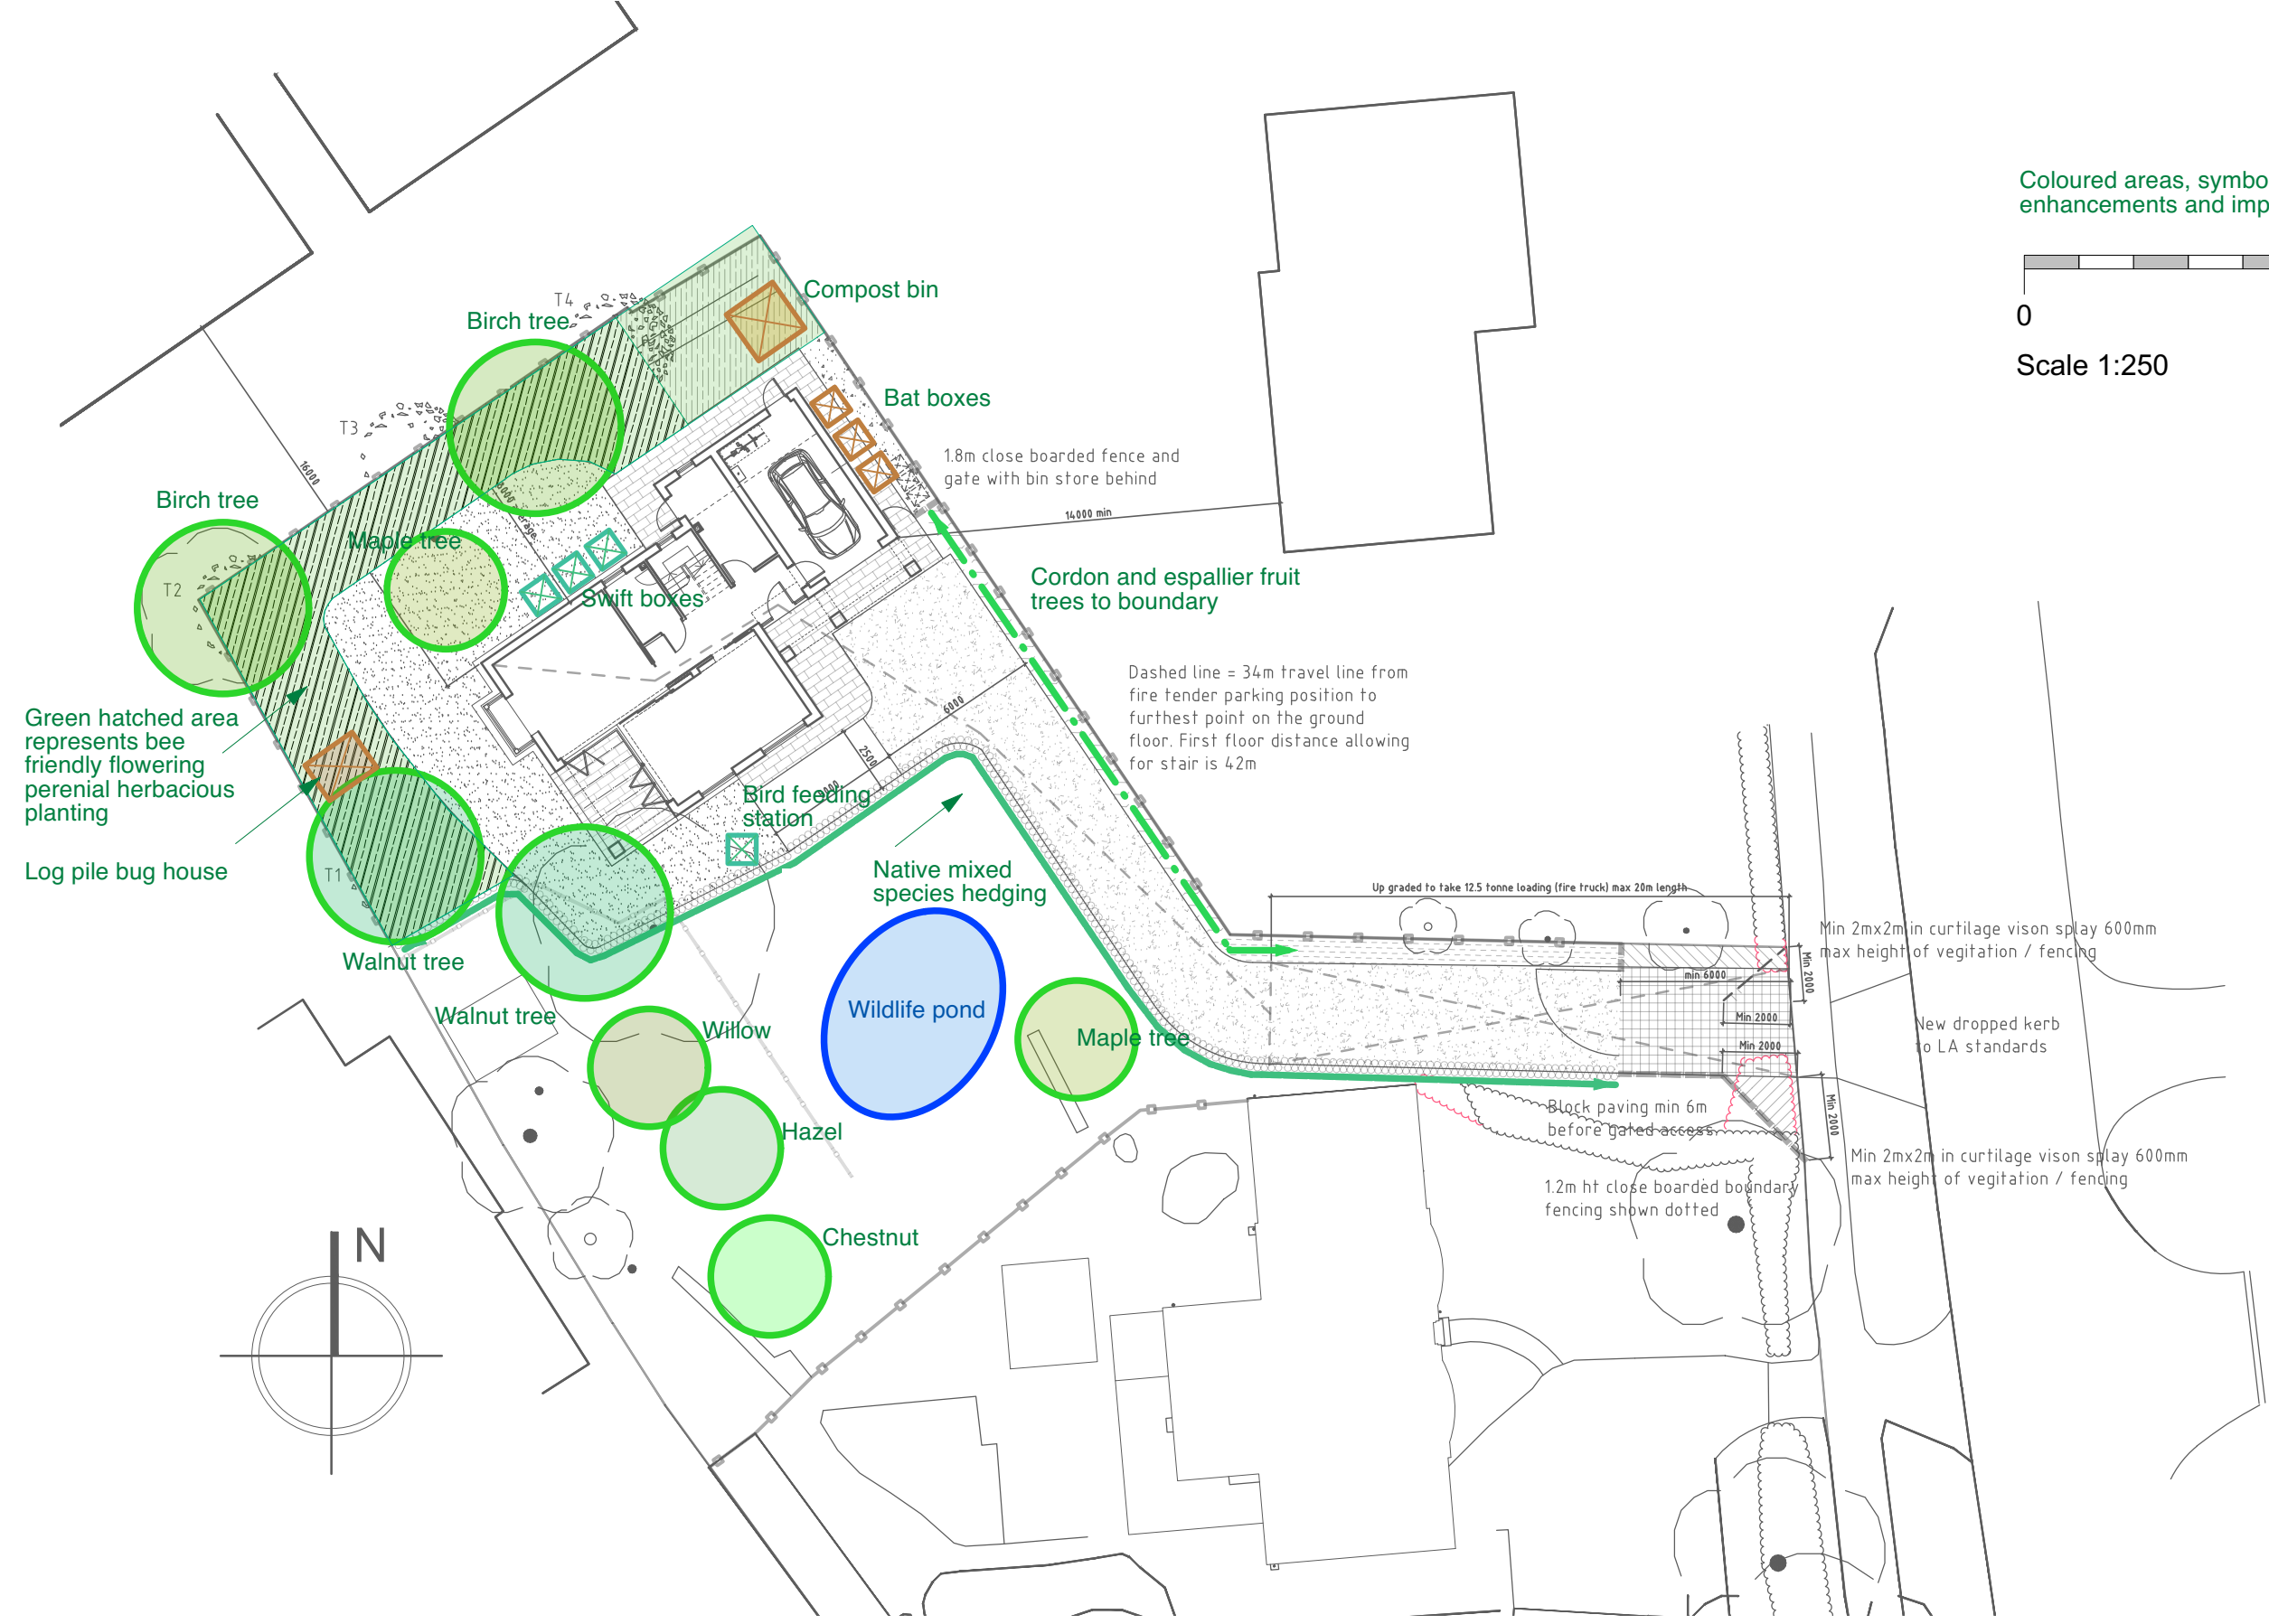 Coloured areas, symbo
enhancements and imp
0
Scale 1:250
Compost bin
T4
Birch tree
Bat boxes
T3
1.8m close boarded fence and
gate with bin store behind
16000
Birch tree
14000 min
Maple tree
T2
Swift boxes
Cordon and espallier fruit
trees to boundary
Dashed line = 34m travel line from
fire tender parking position to
furthest point on the ground
floor. First floor distance allowing
for stair is 42m
6000
2500
Green hatched area
represents bee
friendly flowering
perenial herbacious
planting
Bird feeding
station
Log pile bug house
T1
Native mixed
species hedging
Up graded to take 12.5 tonne loading (fire truck) max 20m length
Min 2mx2m in curtilage vison splay 600mm
max height of vegitation / fencing
Walnut tree
min 6000
Min 2000
Min 2000
Walnut tree
Wildlife pond
Willow
Maple tree
New dropped kerb
to LA standards
Min 2000
Min 2000
Block paving min 6m
before gated access
Hazel
Min 2mx2m in curtilage vison splay 600mm
max height of vegitation / fencing
1.2m ht close boarded boundary
fencing shown dotted
Chestnut
N